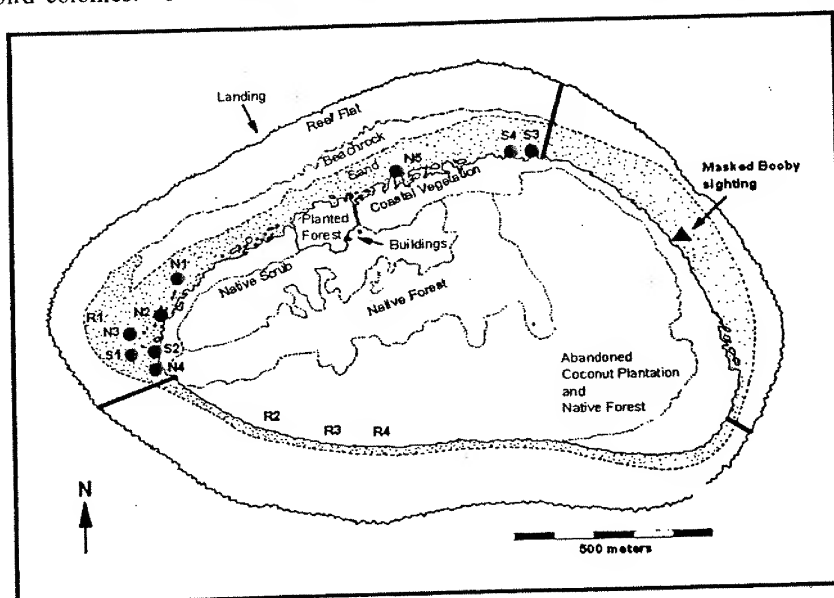 colonies.
Landing
Reef Flat
Beachrock
Sand
N5
S4 S3
Coastal Vegetation
Masked Booby
sighting
Planted
Forest
Buildings
N1
Native Scrub
Native Forest
N2
R1
N3
S1
S2
N4
Abandoned
Coconut Plantation
and
Native Forest
R2
R3
R4
N
500 meters